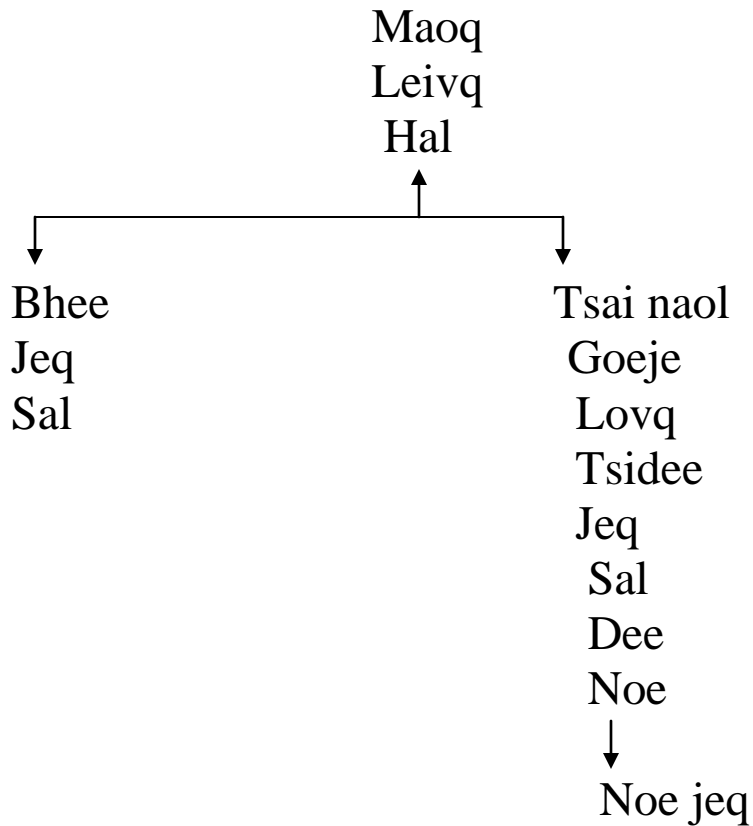 Maoq
Leivq
Hal
Bhee
Jeq
Sal
Tsai naol
Goeje
Lovq
Tsidee
Jeq
Sal
Dee
Noe
Noe jeq